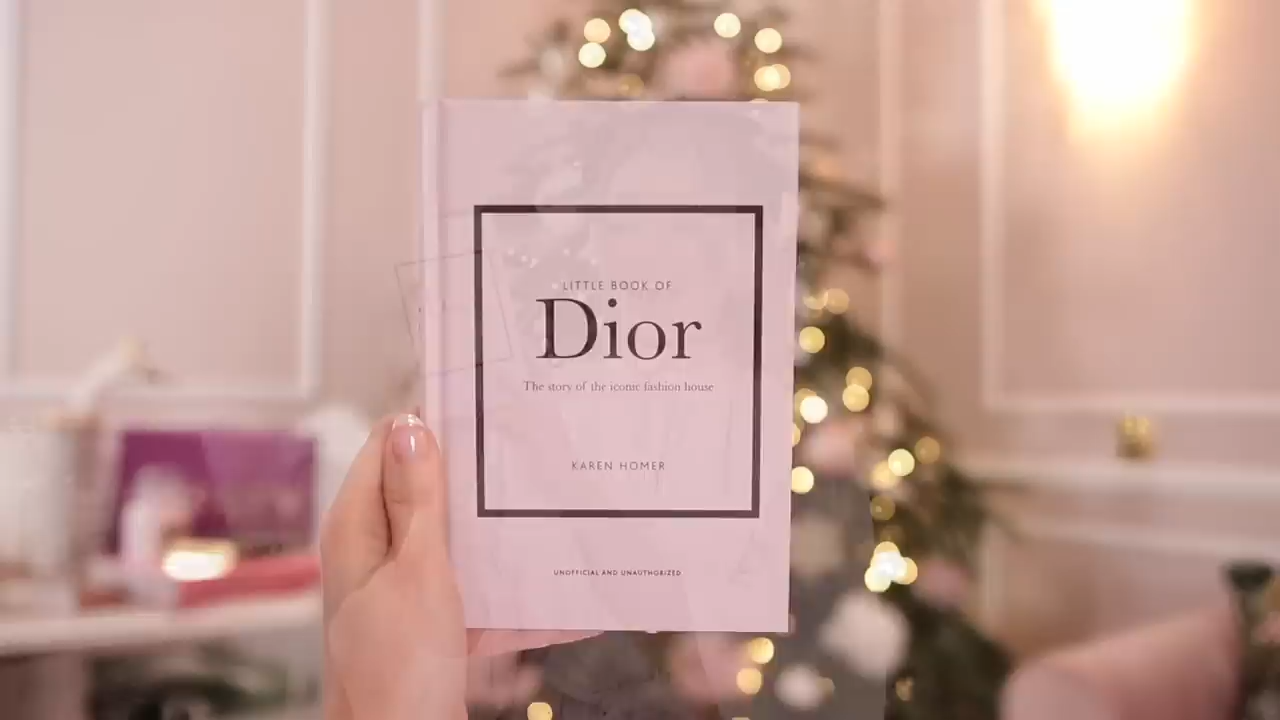 LITTLE BOOK OF
Dior
The story of the iconic fashion house
KAREN HOMER
UNOFFICIAL AND UNAUTHORIZED